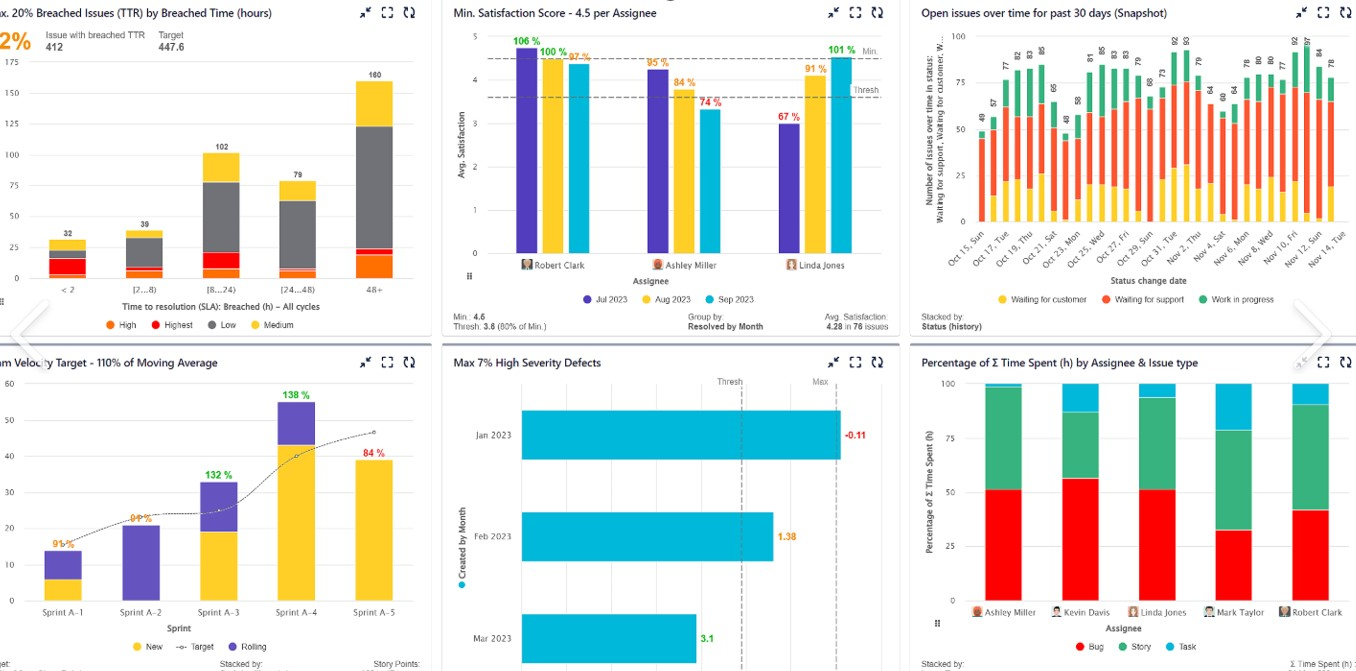 x. 20% Breached Issues (TTR) by Breached Time (hours)
2%
Issue with breached TTR
412
Target
447.6
175
150
125
100
75
50
25
0
32
39
102
79
160
< 2
[2...8)
[8...24)
[24...48)
48+
Time to resolution (SLA): Breached (h) – All cycles
High
Highest
Low
Medium
Min. Satisfaction Score - 4.5 per Assignee
Avg. Satisfaction
5
4
3
2
1
0
106 %
100 %
97 %
95 %
84 %
74 %
67 %
91 %
101 %
Min.
Thresh
Robert Clark
Ashley Miller
Linda Jones
Assignee
Jul 2023
Aug 2023
Sep 2023
Min.: 4.6
Thresh.: 3.6 (80% of Min.)
Group by:
Resolved by Month
Avg. Satisfaction:
4.28 in 76 issues
Open issues over time for past 30 days (Snapshot)
Number of issues over time in status:
Waiting for support, Waiting for customer, W...
100
75
50
25
0
49
57
77
82
83
85
65
48
58
81
85
83
83
79
68
73
92
93
79
64
60
64
78
80
80
77
92
97
84
78
Oct 15, Sun
Oct 17, Tue
Oct 19, Thu
Oct 21, Sat
Oct 23, Mon
Oct 25, Wed
Oct 27, Fri
Oct 29, Sun
Oct 31, Tue
Nov 2, Thu
Nov 4, Sat
Nov 6, Mon
Nov 8, Wed
Nov 10, Fri
Nov 12, Sun
Nov 14, Tue
Status change date
Waiting for customer
Waiting for support
Work in progress
Stacked by:
Status (history)
am Velocity Target - 110% of Moving Average
60
50
40
30
20
10
0
91 %
91 %
132 %
138 %
84 %
Sprint A-1
Sprint A-2
Sprint A-3
Sprint A-4
Sprint A-5
Sprint
New
Target
Rolling
get:
Stacked by:
Story Points:
Max 7% High Severity Defects
Thresh
Max
Created by Month
Jan 2023
-0.11
Feb 2023
1.38
Mar 2023
3.1
Percentage of Σ Time Spent (h) by Assignee & Issue type
Percentage of Σ Time Spent (h)
100
75
50
25
0
Ashley Miller
Kevin Davis
Linda Jones
Mark Taylor
Robert Clark
Assignee
Bug
Story
Task
Stacked by:
Σ Time Spent (h):